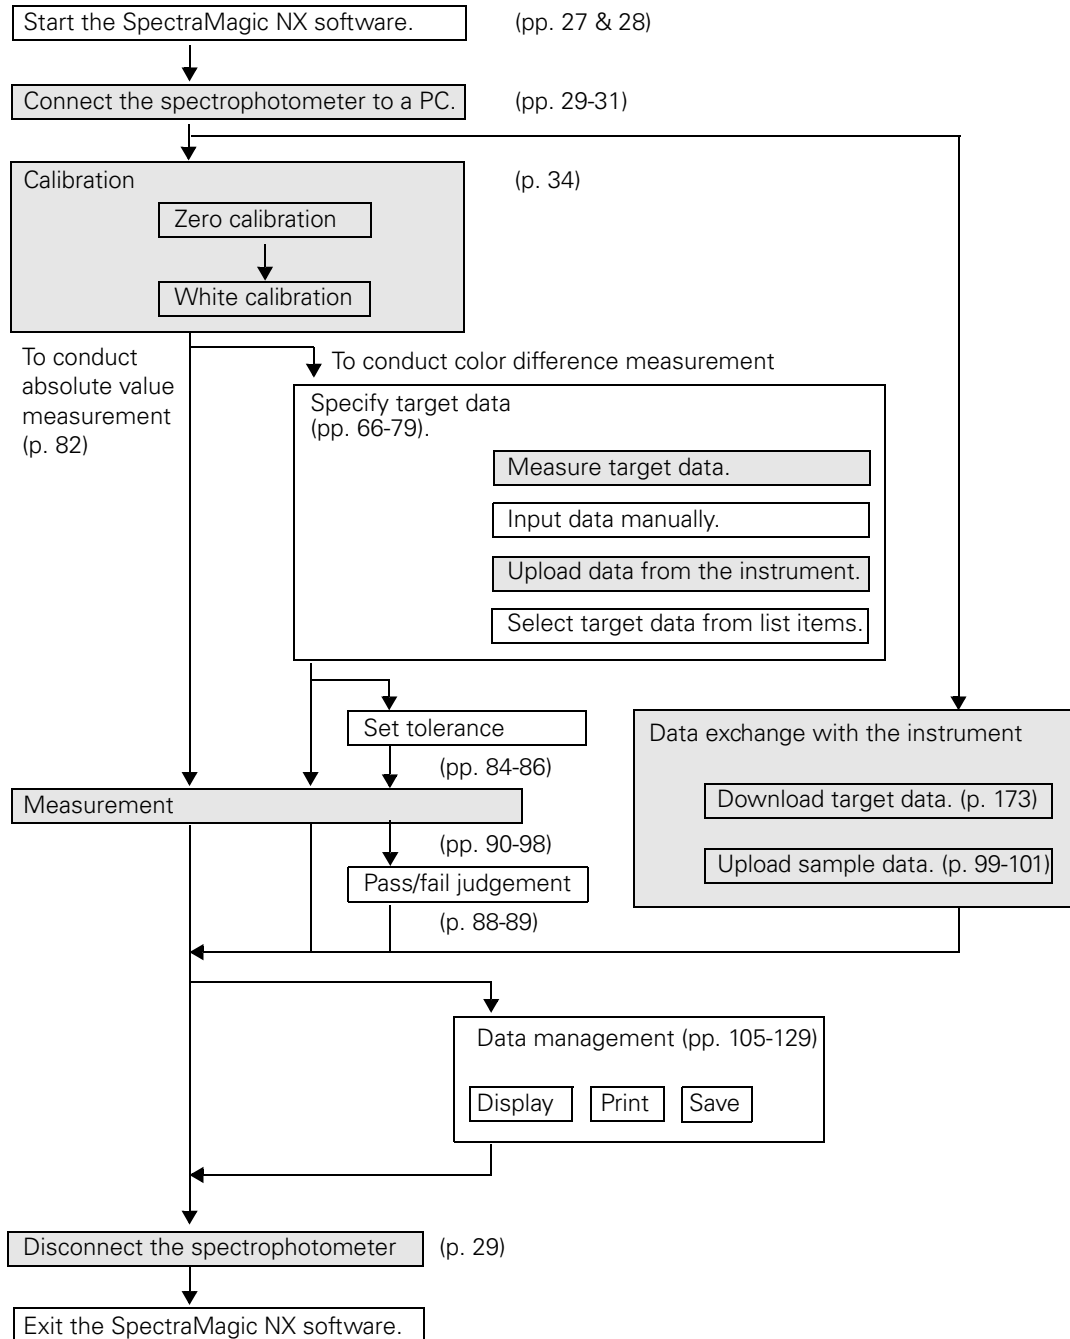 Start the SpectraMagic NX software.
(pp. 27 & 28)
Connect the spectrophotometer to a PC.
(pp. 29-31)
Calibration
(p. 34)
Zero calibration
White calibration
To conduct
absolute value
measurement
(p. 82)
To conduct color difference measurement
Specify target data
(pp. 66-79).
Measure target data.
Input data manually.
Upload data from the instrument.
Select target data from list items.
Set tolerance
(pp. 84-86)
Data exchange with the instrument
Download target data. (p. 173)
Upload sample data. (p. 99-101)
Measurement
(pp. 90-98)
Pass/fail judgement
(p. 88-89)
Data management (pp. 105-129)
Display
Print
Save
Disconnect the spectrophotometer
(p. 29)
Exit the SpectraMagic NX software.